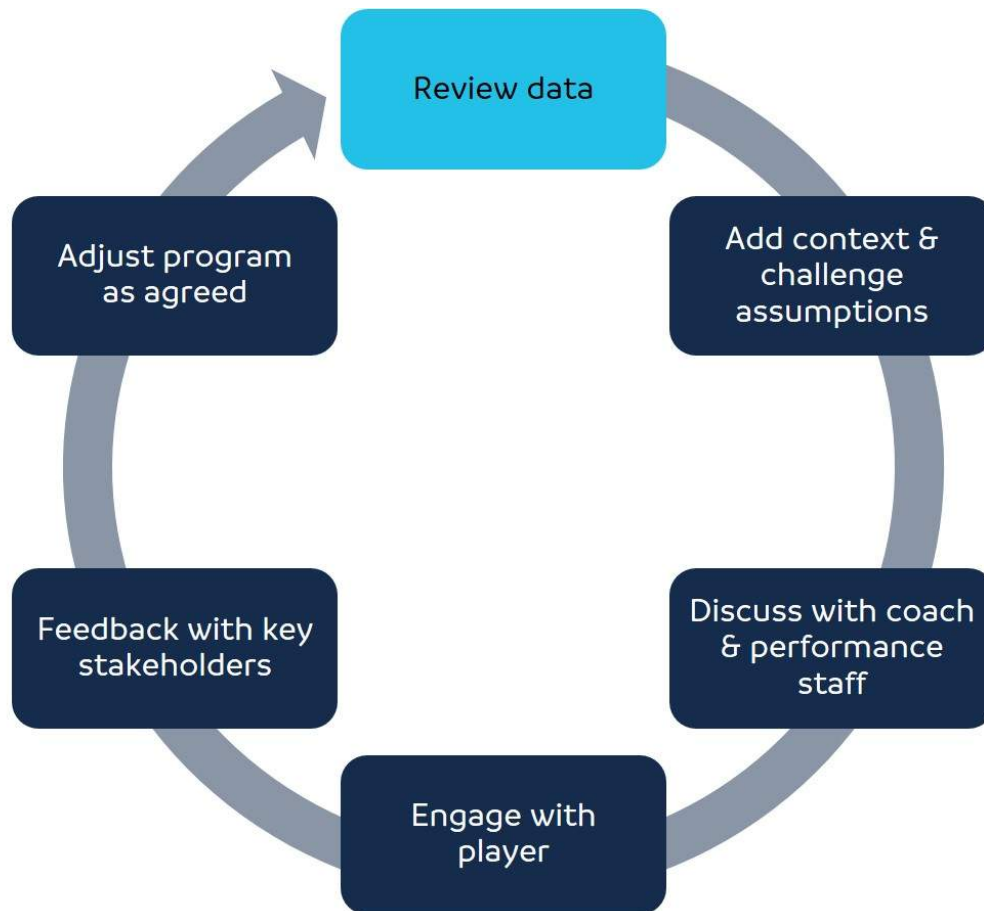 Review data
Add context &
challenge
assumptions
Discuss with coach
& performance
staff
Engage with
player
Feedback with key
stakeholders
Adjust program
as agreed